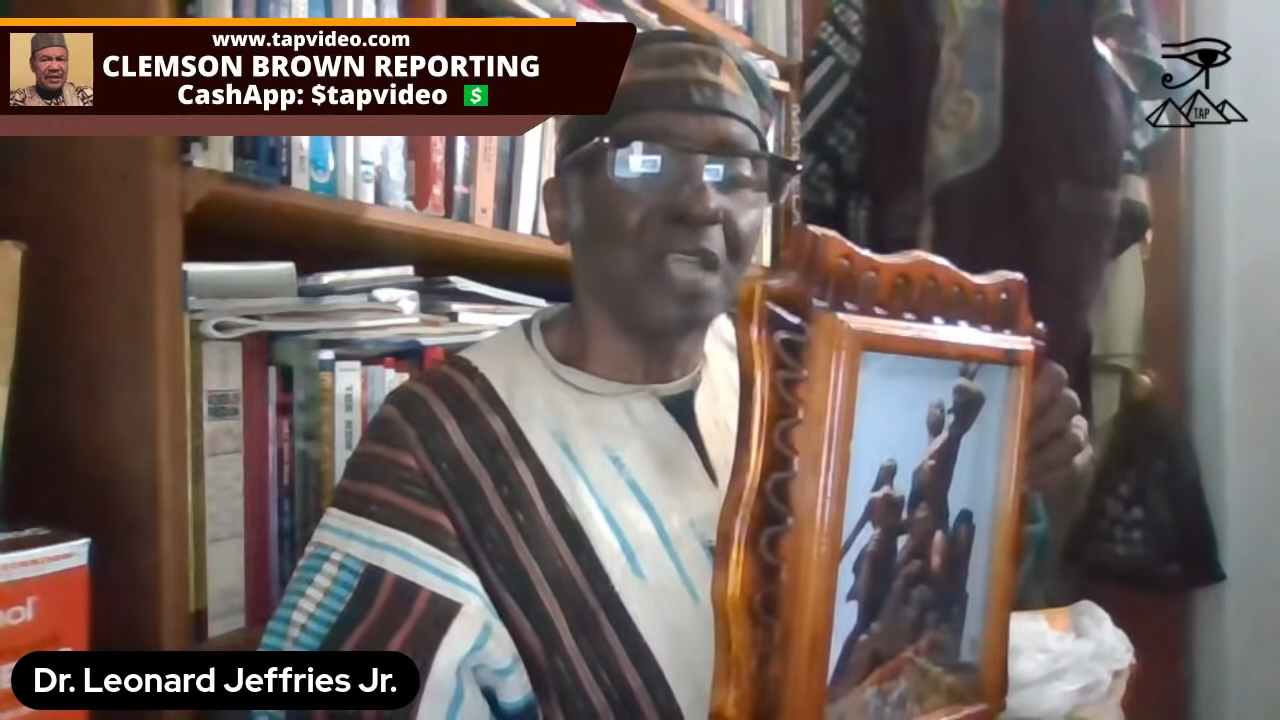 www.tapvideo.com
CLEMSON BROWN REPORTING
CashApp: $tapvideo $
TAP
Dr. Leonard Jeffries Jr.